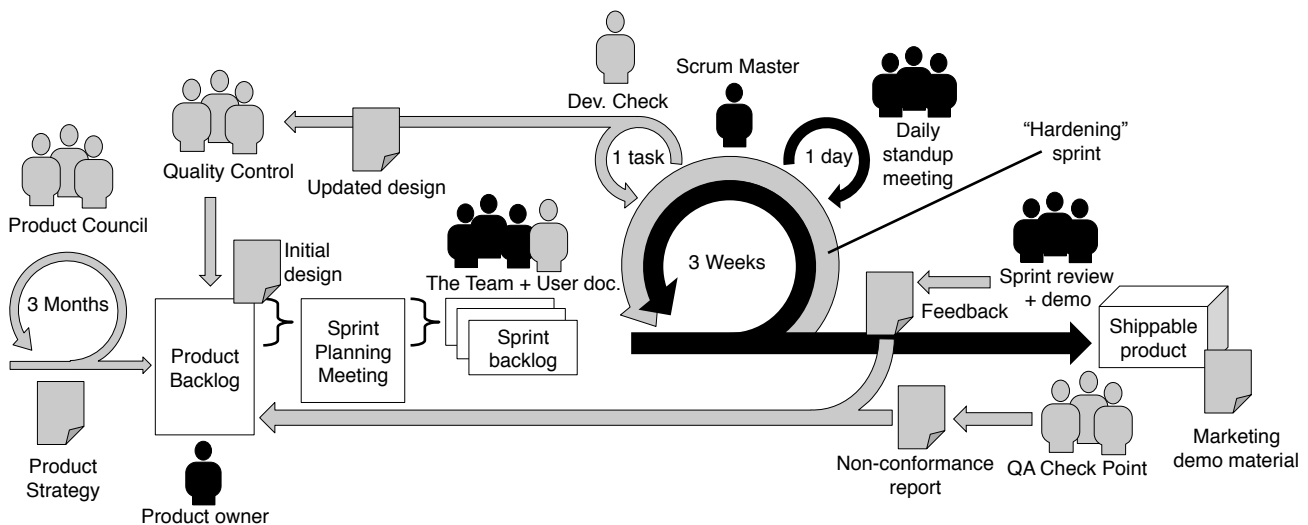 Scrum Master
Dev. Check
Daily
standup
meeting
"Hardening"
sprint
1 task
1 day
Quality Control
Updated design
Product Council
Initial
design
The Team + User doc.
3 Weeks
Sprint review
+ demo
Feedback
3 Months
Product
Backlog
Sprint
Planning
Meeting
Sprint
backlog
Shippable
product
Product
Strategy
Product owner
Non-conformance
report
QA Check Point
Marketing
demo material